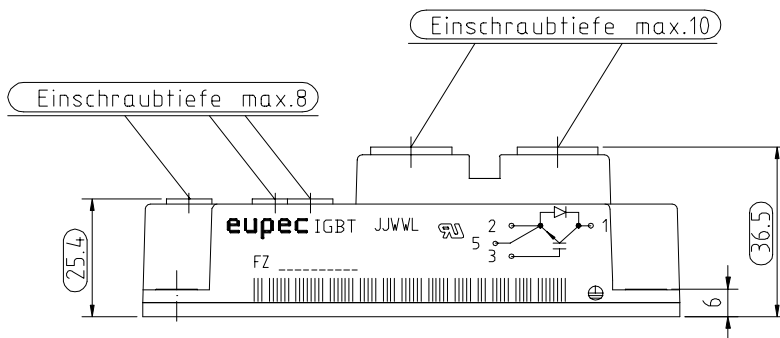 Einschraubtiefe max.10
Einschraubtiefe max.8
eupec IGBT JJWWL
2
1
5
3
FZ __________
25.4
36.5
6